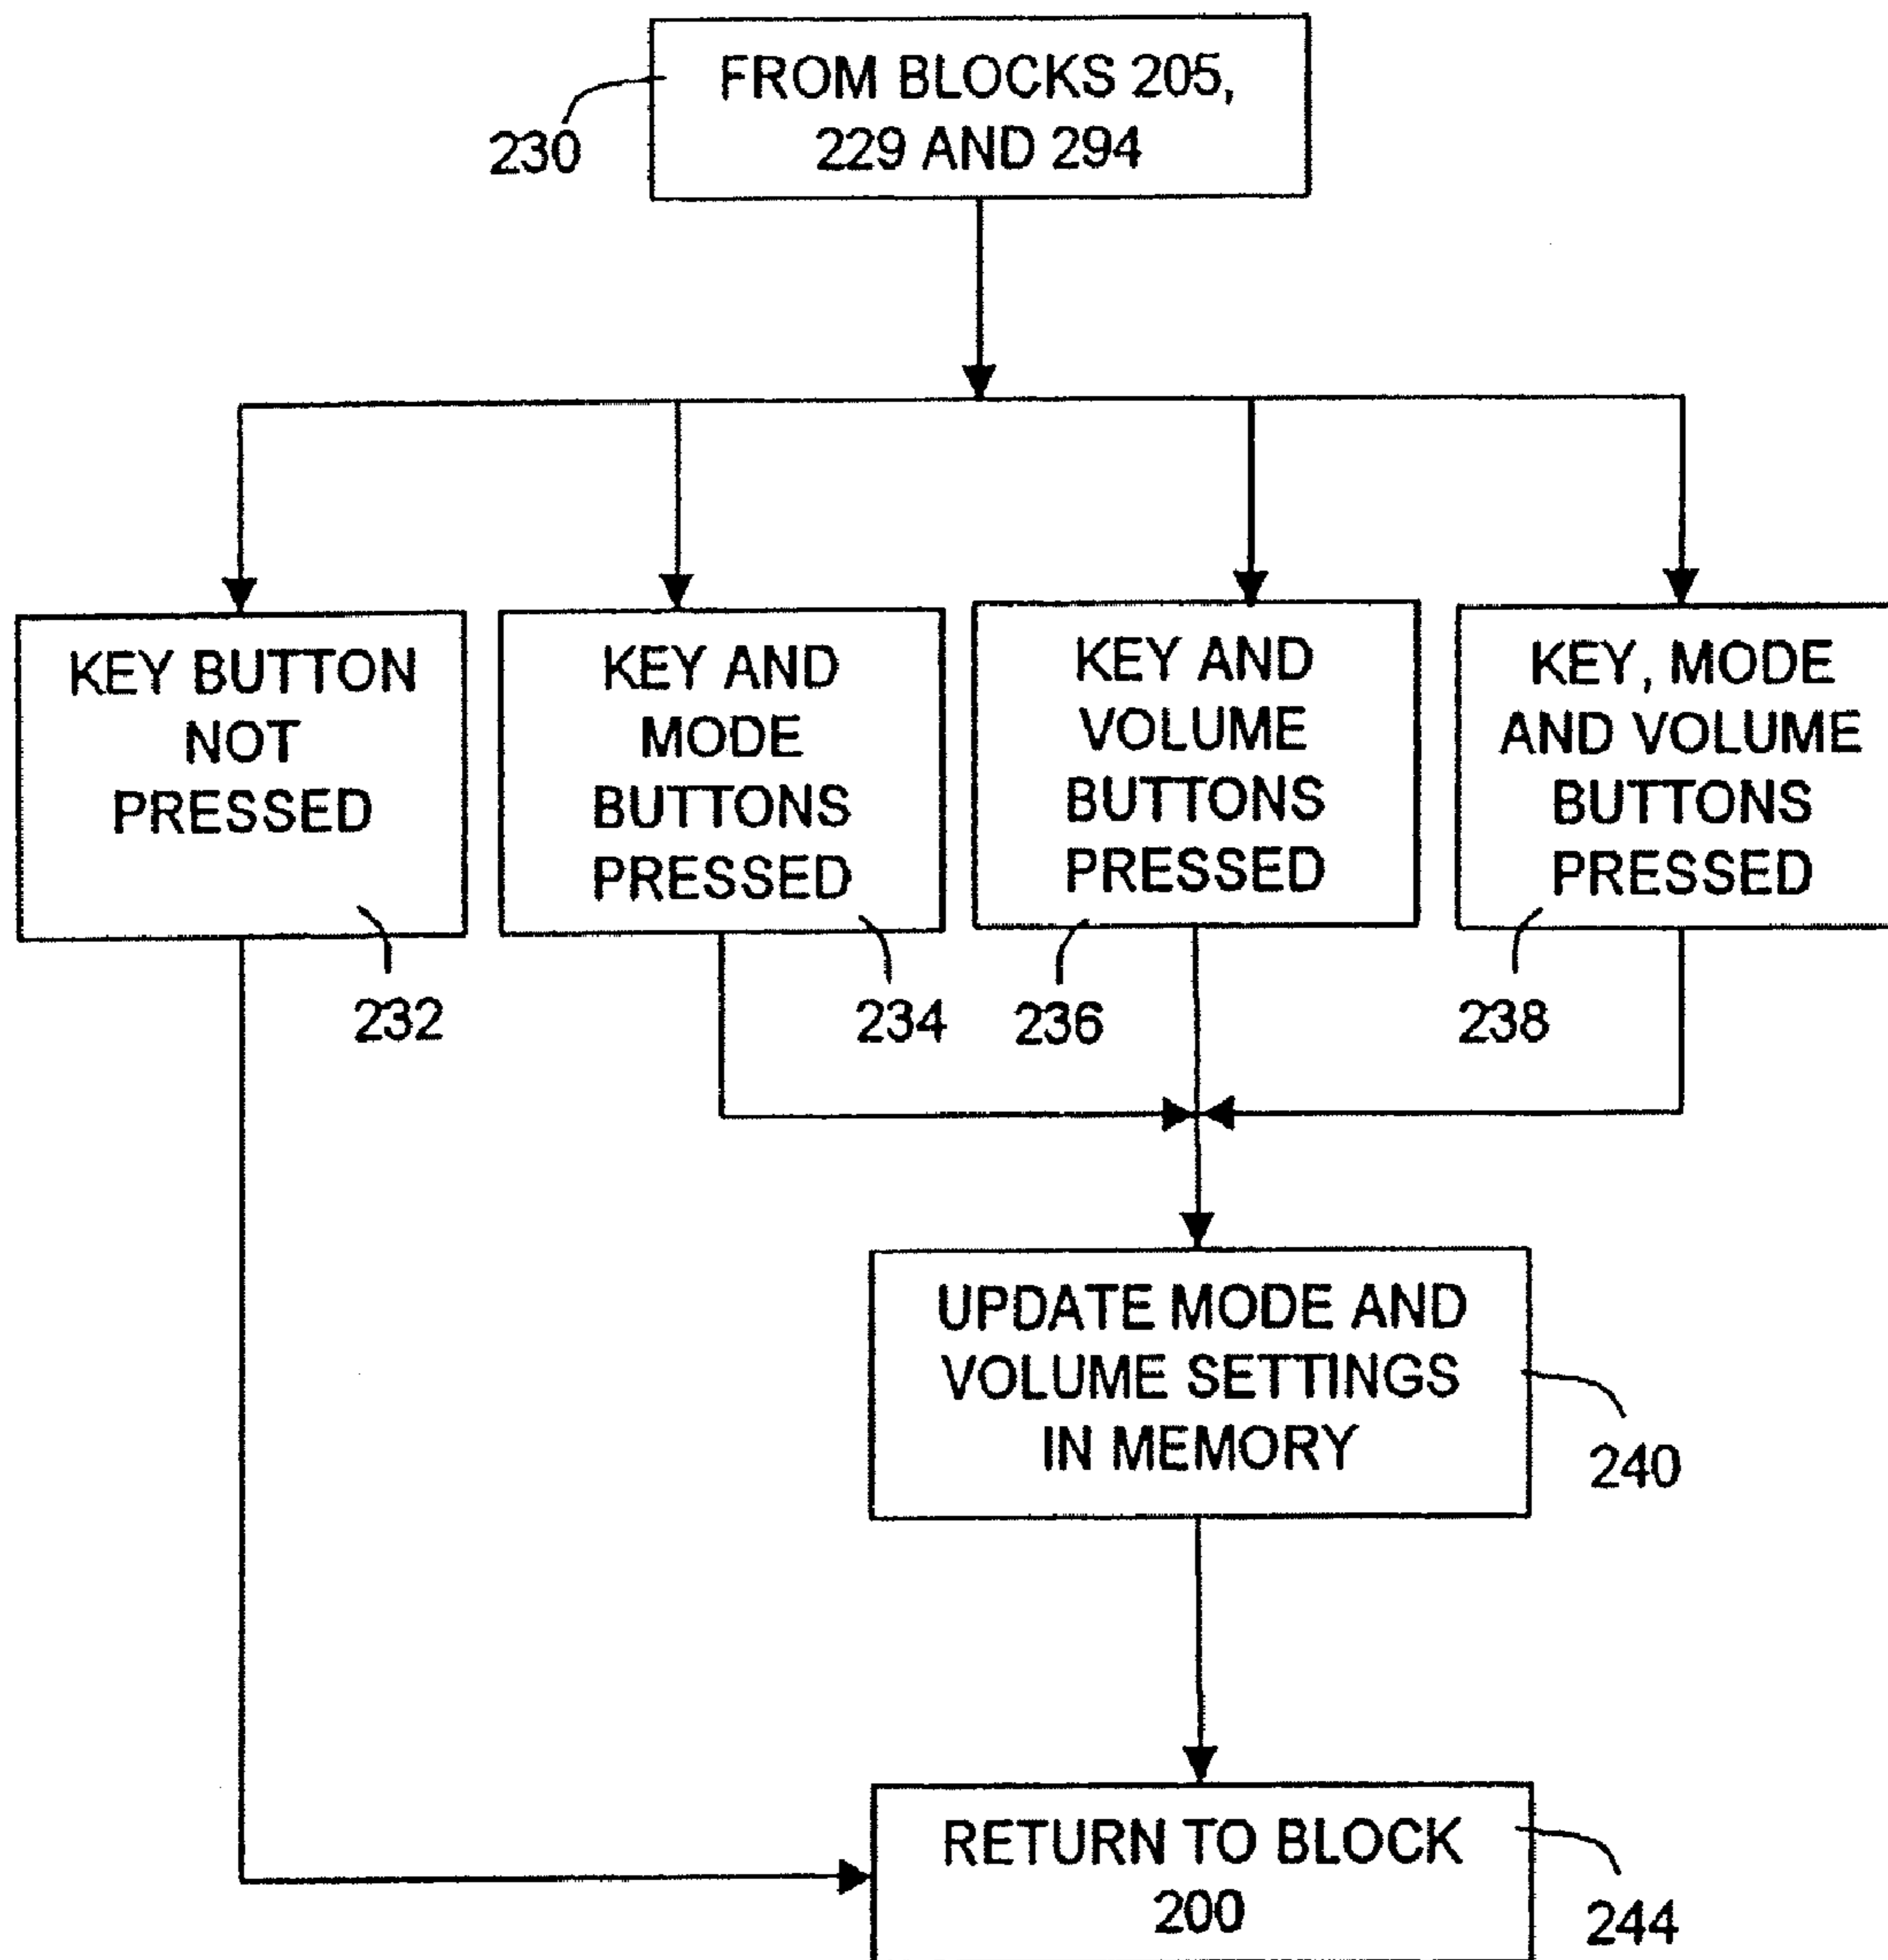 FROM BLOCKS 205,
229 AND 294
230
KEY BUTTON
NOT
PRESSED
232
KEY AND
MODE
BUTTONS
PRESSED
234
KEY AND
VOLUME
BUTTONS
PRESSED
236
KEY, MODE
AND VOLUME
BUTTONS
PRESSED
238
UPDATE MODE AND
VOLUME SETTINGS
IN MEMORY
240
RETURN TO BLOCK
200
244